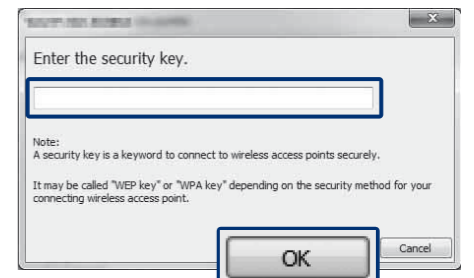 Enter the security key.
Note:
A security key is a keyword to connect to wireless access points securely.
It may be called "WEP key" or "WPA key" depending on the security method for your
connecting wireless access point.
OK
Cancel